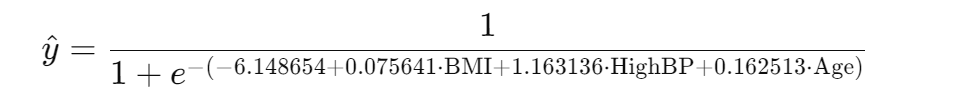 ŷ = 1 / (1 + e^−(−6.148654+0.075641·BMI+1.163136·HighBP+0.162513·Age))